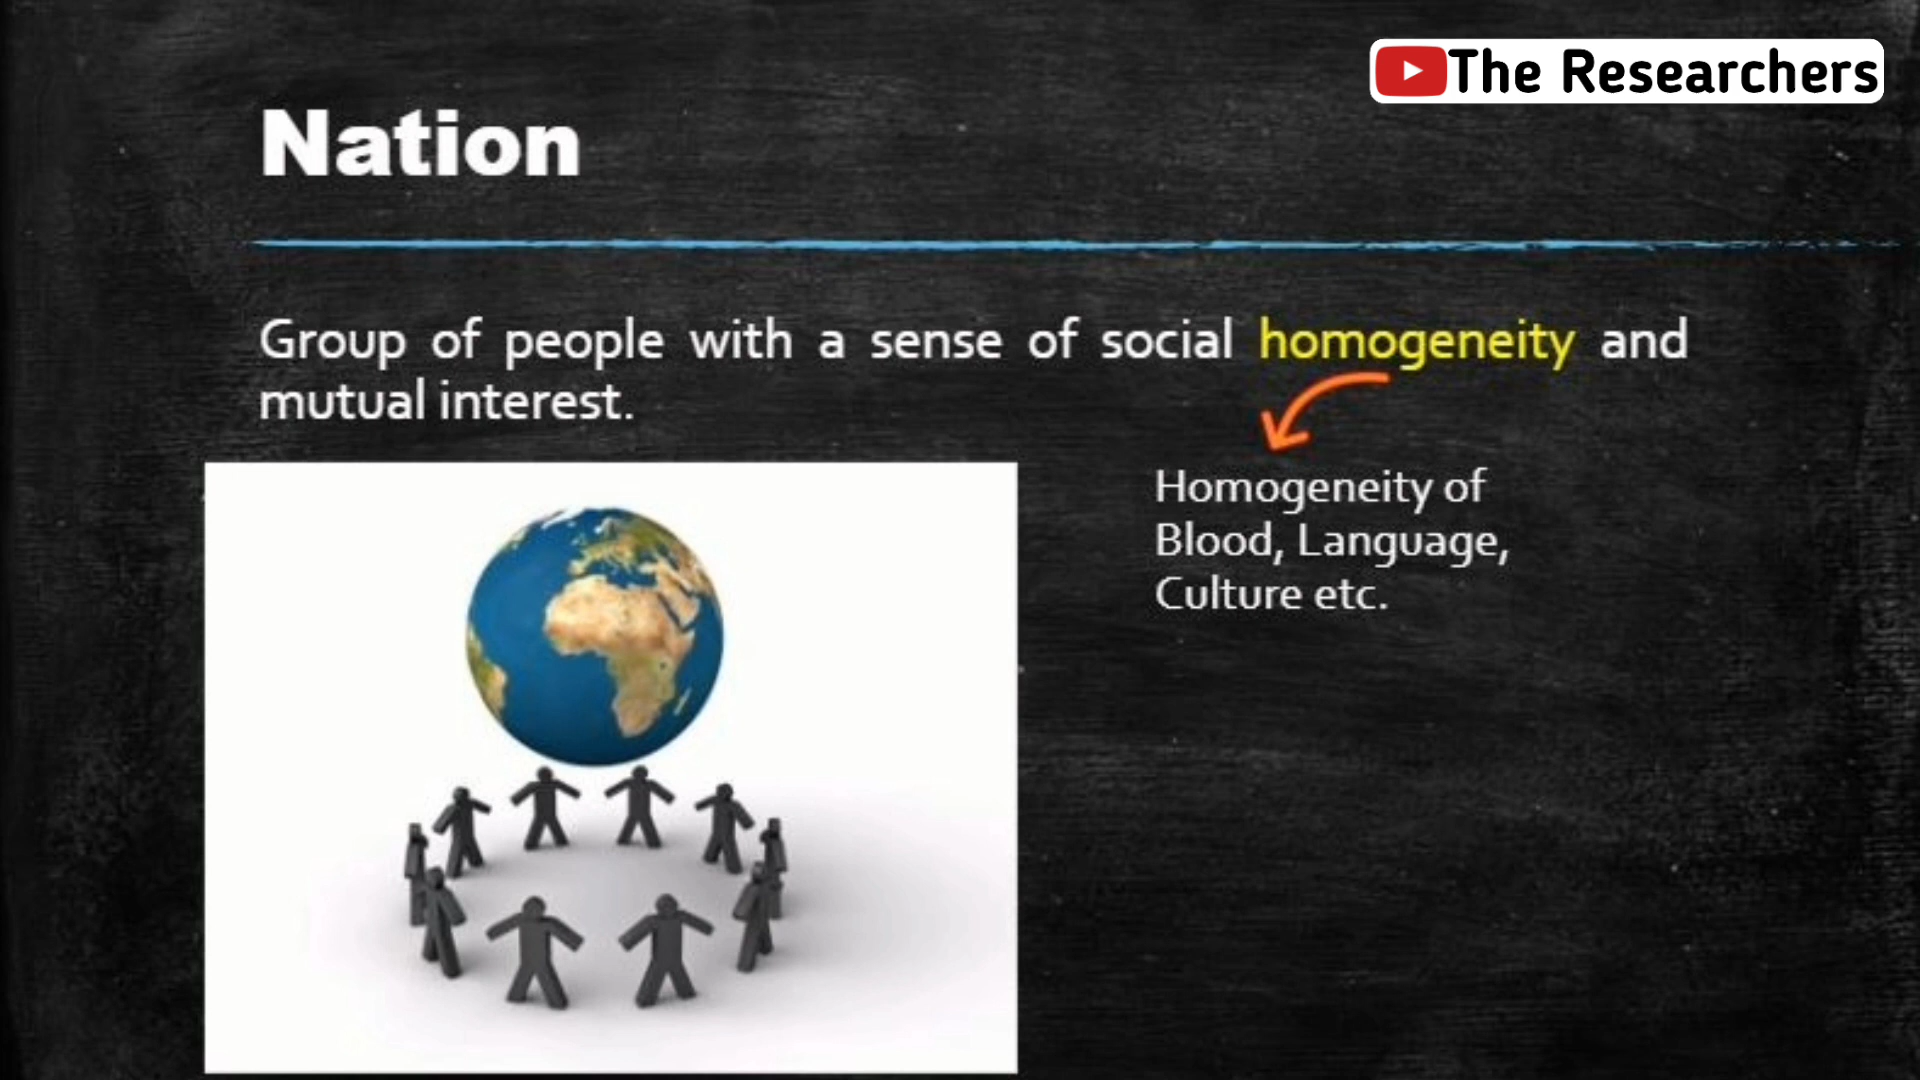 The Researchers
Nation
Group of people with a sense of social homogeneity and
mutual interest.
Homogeneity of
Blood, Language,
Culture etc.